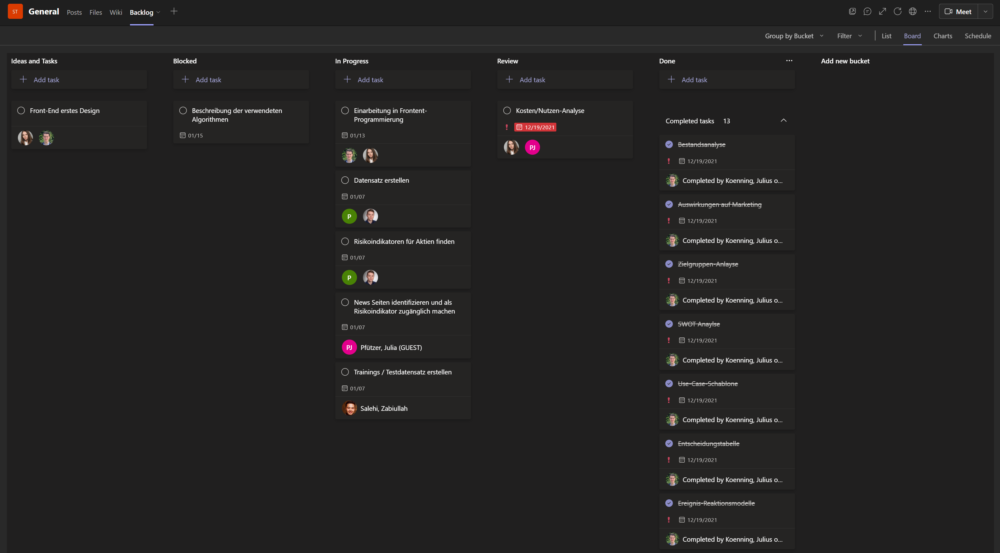 ST
General
Posts
Files
Wiki
Backlog
Meet
Group by Bucket
Filter
List
Board
Charts
Schedule
Ideas and Tasks
Add task
Front-End erstes Design
Blocked
Add task
Beschreibung der verwendeten
Algorithmen
01/15
In Progress
Add task
Einarbeitung in Frontent-
Programmierung
01/13
Datensatz erstellen
01/07
P
Risikoindikatoren für Aktien finden
01/07
P
News Seiten identifizieren und als
Risikoindikator zugänglich machen
01/07
PJ Pfützer, Julia (GUEST)
Trainings / Testdatensatz erstellen
01/07
Salehi, Zabiullah
Review
Add task
Kosten/Nutzen-Analyse
12/19/2021
PJ
Done
Add task
Completed tasks 13
Bestandsanalyse
12/19/2021
Completed by Koenning, Julius o...
Auswirkungen auf Marketing
12/19/2021
Completed by Koenning, Julius o...
Zielgruppen-Anlayse
12/19/2021
Completed by Koenning, Julius o...
SWOT Anaylse
12/19/2021
Completed by Koenning, Julius o...
Use-Case-Schablone
12/19/2021
Completed by Koenning, Julius o...
Entscheidungstabelle
12/19/2021
Completed by Koenning, Julius o...
Ereignis-Reaktionsmodelle
12/19/2021
Completed by Koenning, Julius o...
Add new bucket